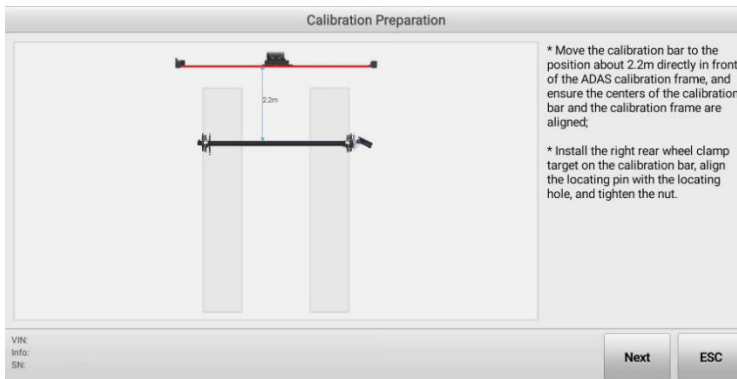 Calibration Preparation
* Move the calibration bar to the
position about 2.2m directly in front
of the ADAS calibration frame, and
ensure the centers of the calibration
bar and the calibration frame are
aligned;
* Install the right rear wheel clamp
target on the calibration bar, align
the locating pin with the locating
hole, and tighten the nut.
2.2m
VIN:
Info:
SN:
Next
ESC